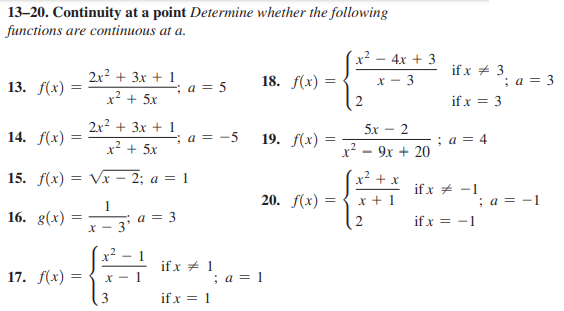 13–20. Continuity at a point Determine whether the following
functions are continuous at a.
13. f(x) = (2x² + 3x + 1)/(x² + 5x); a = 5
14. f(x) = (2x² + 3x + 1)/(x² + 5x); a = −5
15. f(x) = √(x − 2); a = 1
16. g(x) = 1/(x − 3); a = 3
17. f(x) = { (x² − 1)/(x − 1) if x ≠ 1
3 if x = 1 ; a = 1
18. f(x) = { (x² − 4x + 3)/(x − 3) if x ≠ 3
2 if x = 3 ; a = 3
19. f(x) = (5x − 2)/(x² − 9x + 20); a = 4
20. f(x) = { (x² + x)/(x + 1) if x ≠ −1
2 if x = −1 ; a = −1